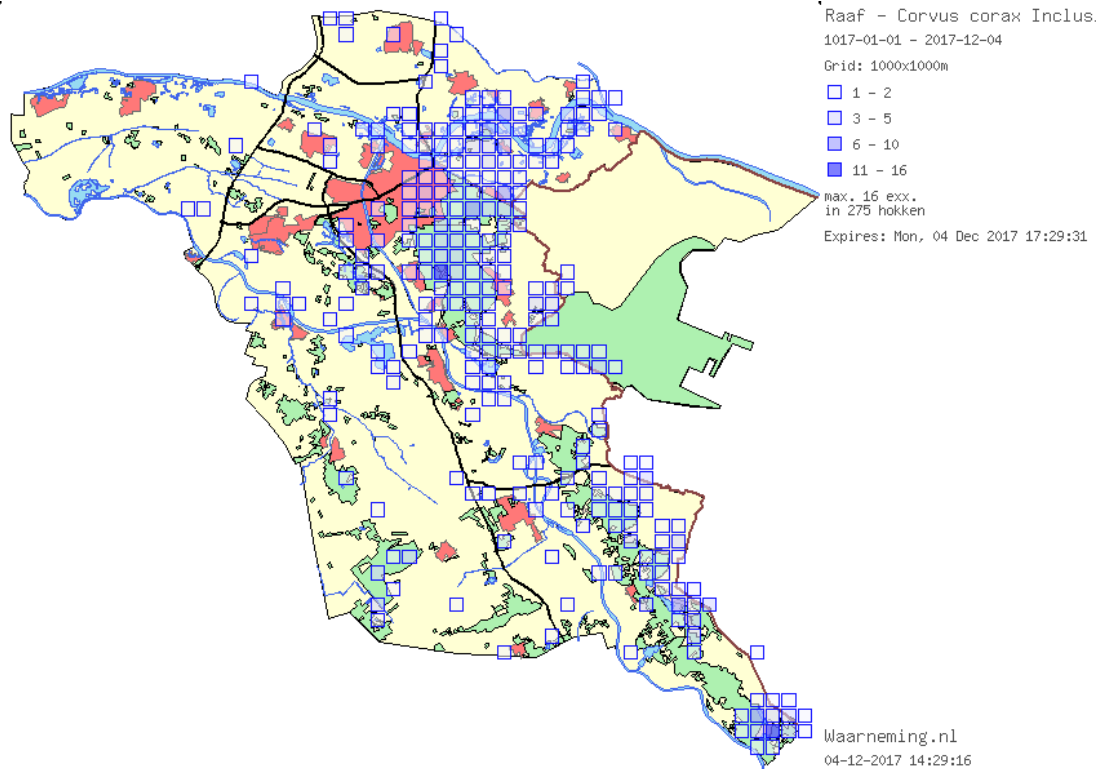 Raaf - Corvus corax Inclus.
1017-01-01 - 2017-12-04
Grid: 1000x1000m
1 - 2
3 - 5
6 - 10
11 - 16
max. 16 exx.
in 275 hokken
Expires: Mon, 04 Dec 2017 17:29:31
Waarneming.nl
04-12-2017 14:29:16